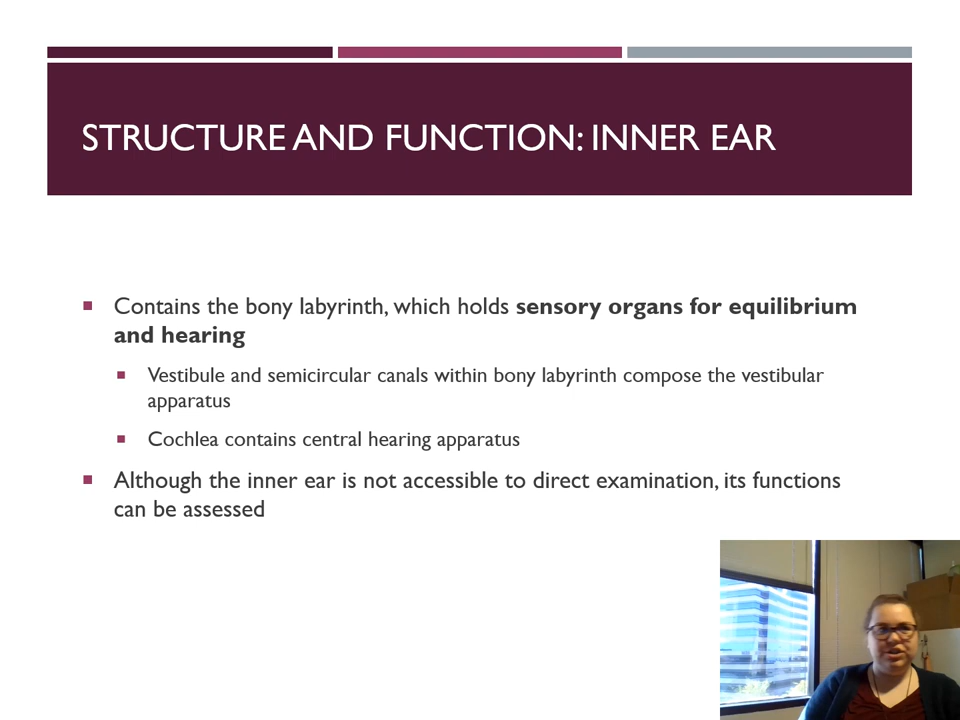 STRUCTURE AND FUNCTION: INNER EAR
Contains the bony labyrinth, which holds sensory organs for equilibrium
and hearing
Vestibule and semicircular canals within bony labyrinth compose the vestibular
apparatus
Cochlea contains central hearing apparatus
Although the inner ear is not accessible to direct examination, its functions
can be assessed